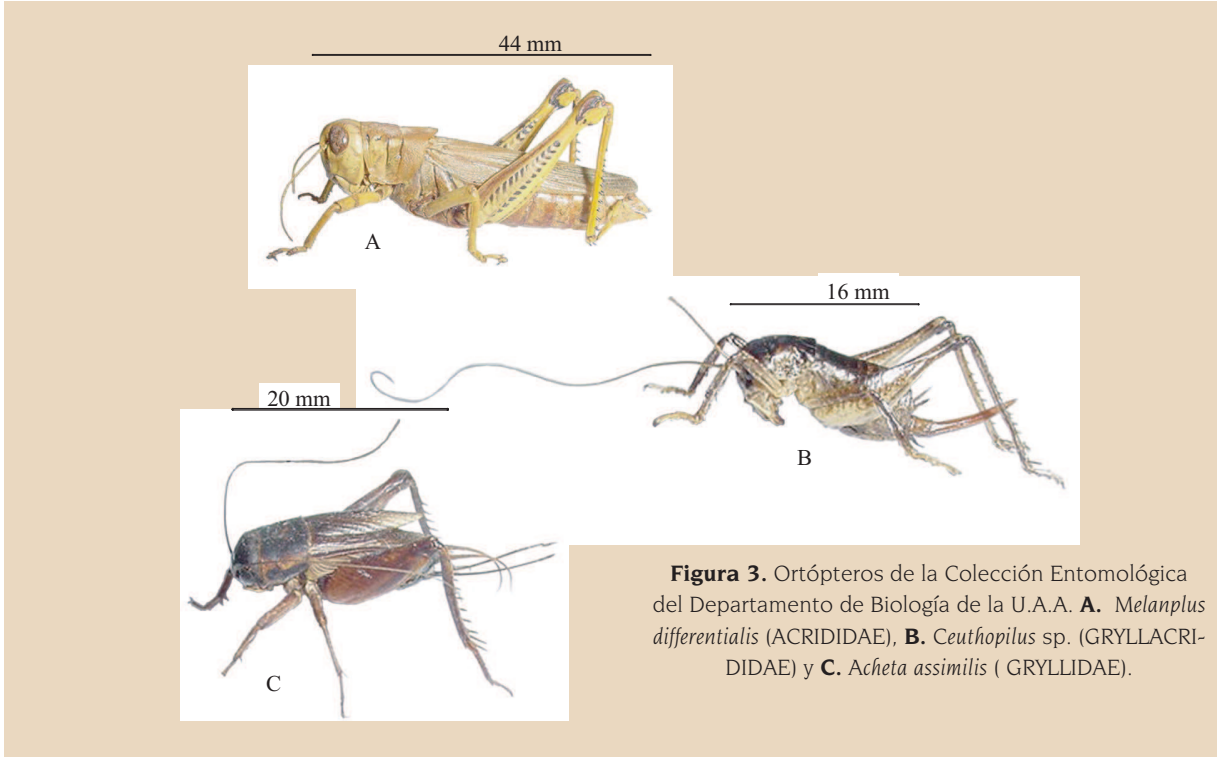 44 mm
A
16 mm
B
20 mm
C
Figura 3. Ortópteros de la Colección Entomológica
del Departamento de Biología de la U.A.A. A. Melanplus
differentialis (ACRIDIDAE), B. Ceuthopilus sp. (GRYLLACRI-
DIDAE) y C. Acheta assimilis ( GRYLLIDAE).